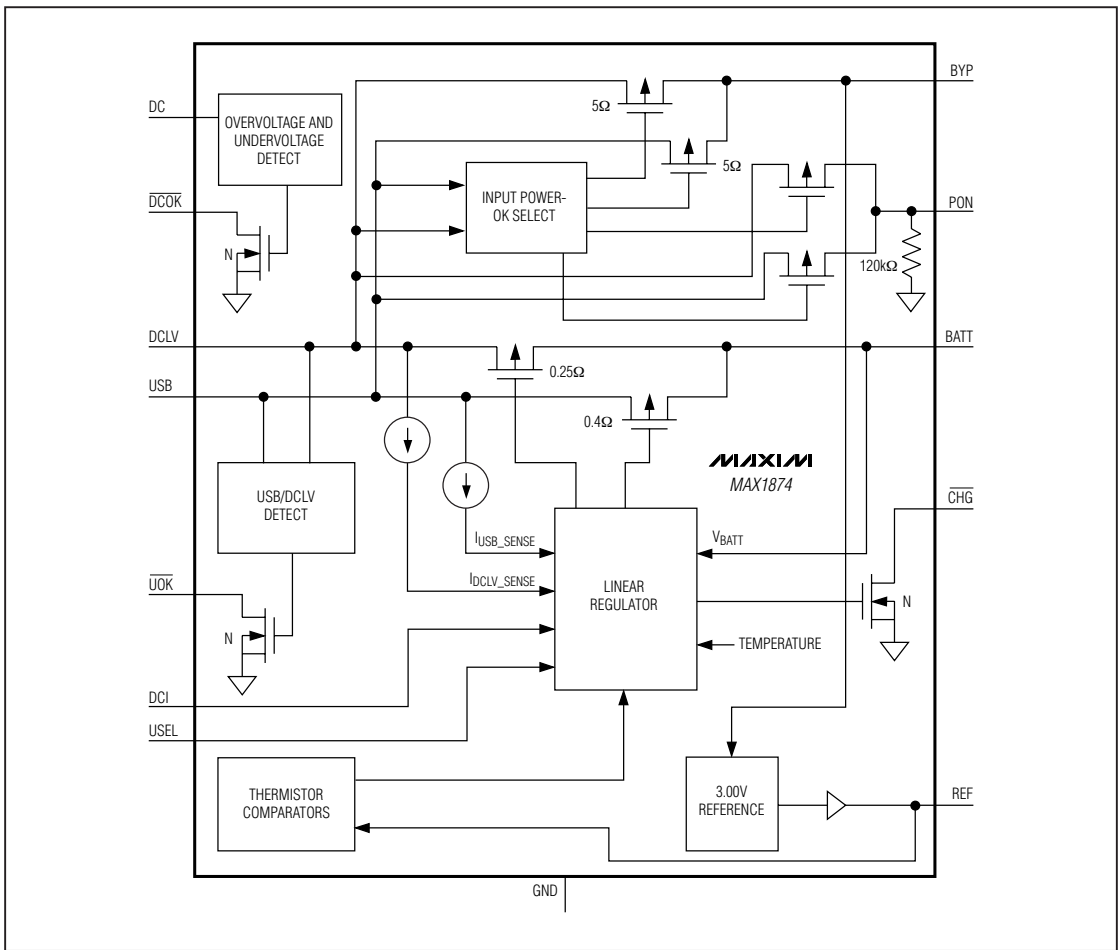 BYP
5Ω
DC
OVERVOLTAGE AND
UNDERVOLTAGE
DETECT
5Ω
INPUT POWER-
OK SELECT
DCOK
PON
N
120kΩ
DCLV
BATT
0.25Ω
USB
0.4Ω
MAXIM
MAX1874
USB/DCLV
DETECT
CHG
IUSB_SENSE
VBATT
UOK
IDCLV_SENSE
LINEAR
REGULATOR
N
N
TEMPERATURE
DCI
USEL
THERMISTOR
COMPARATORS
3.00V
REFERENCE
REF
GND